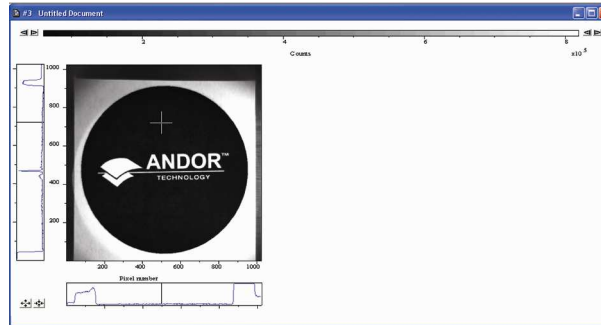 #3 Untitled Document
2 4 6 8
Counts x10 5
1000
800
ANDOR™
600
TECHNOLOGY
400
200
200 400 600 800 1000
Pixel number